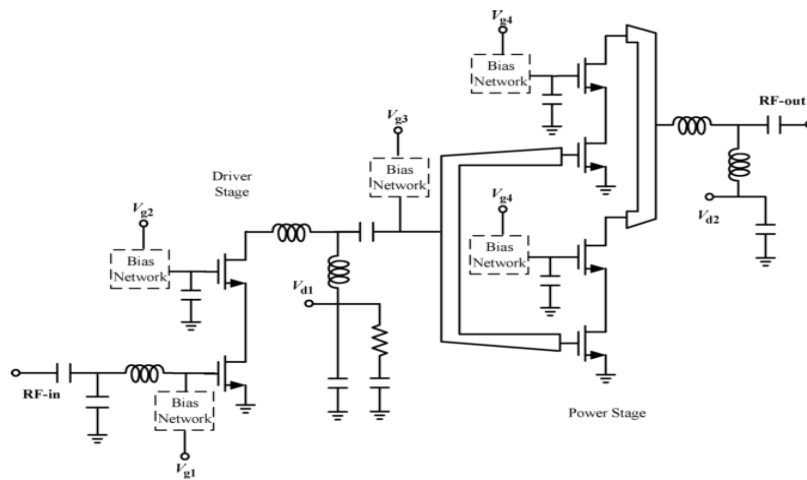 Vg4
Bias
Network
RF-out
Vg3
Bias
Network
Driver
Stage
Vg2
Bias
Network
Vg4
Bias
Network
Vd2
Vd1
RF-in
Bias
Network
Vg1
Power Stage